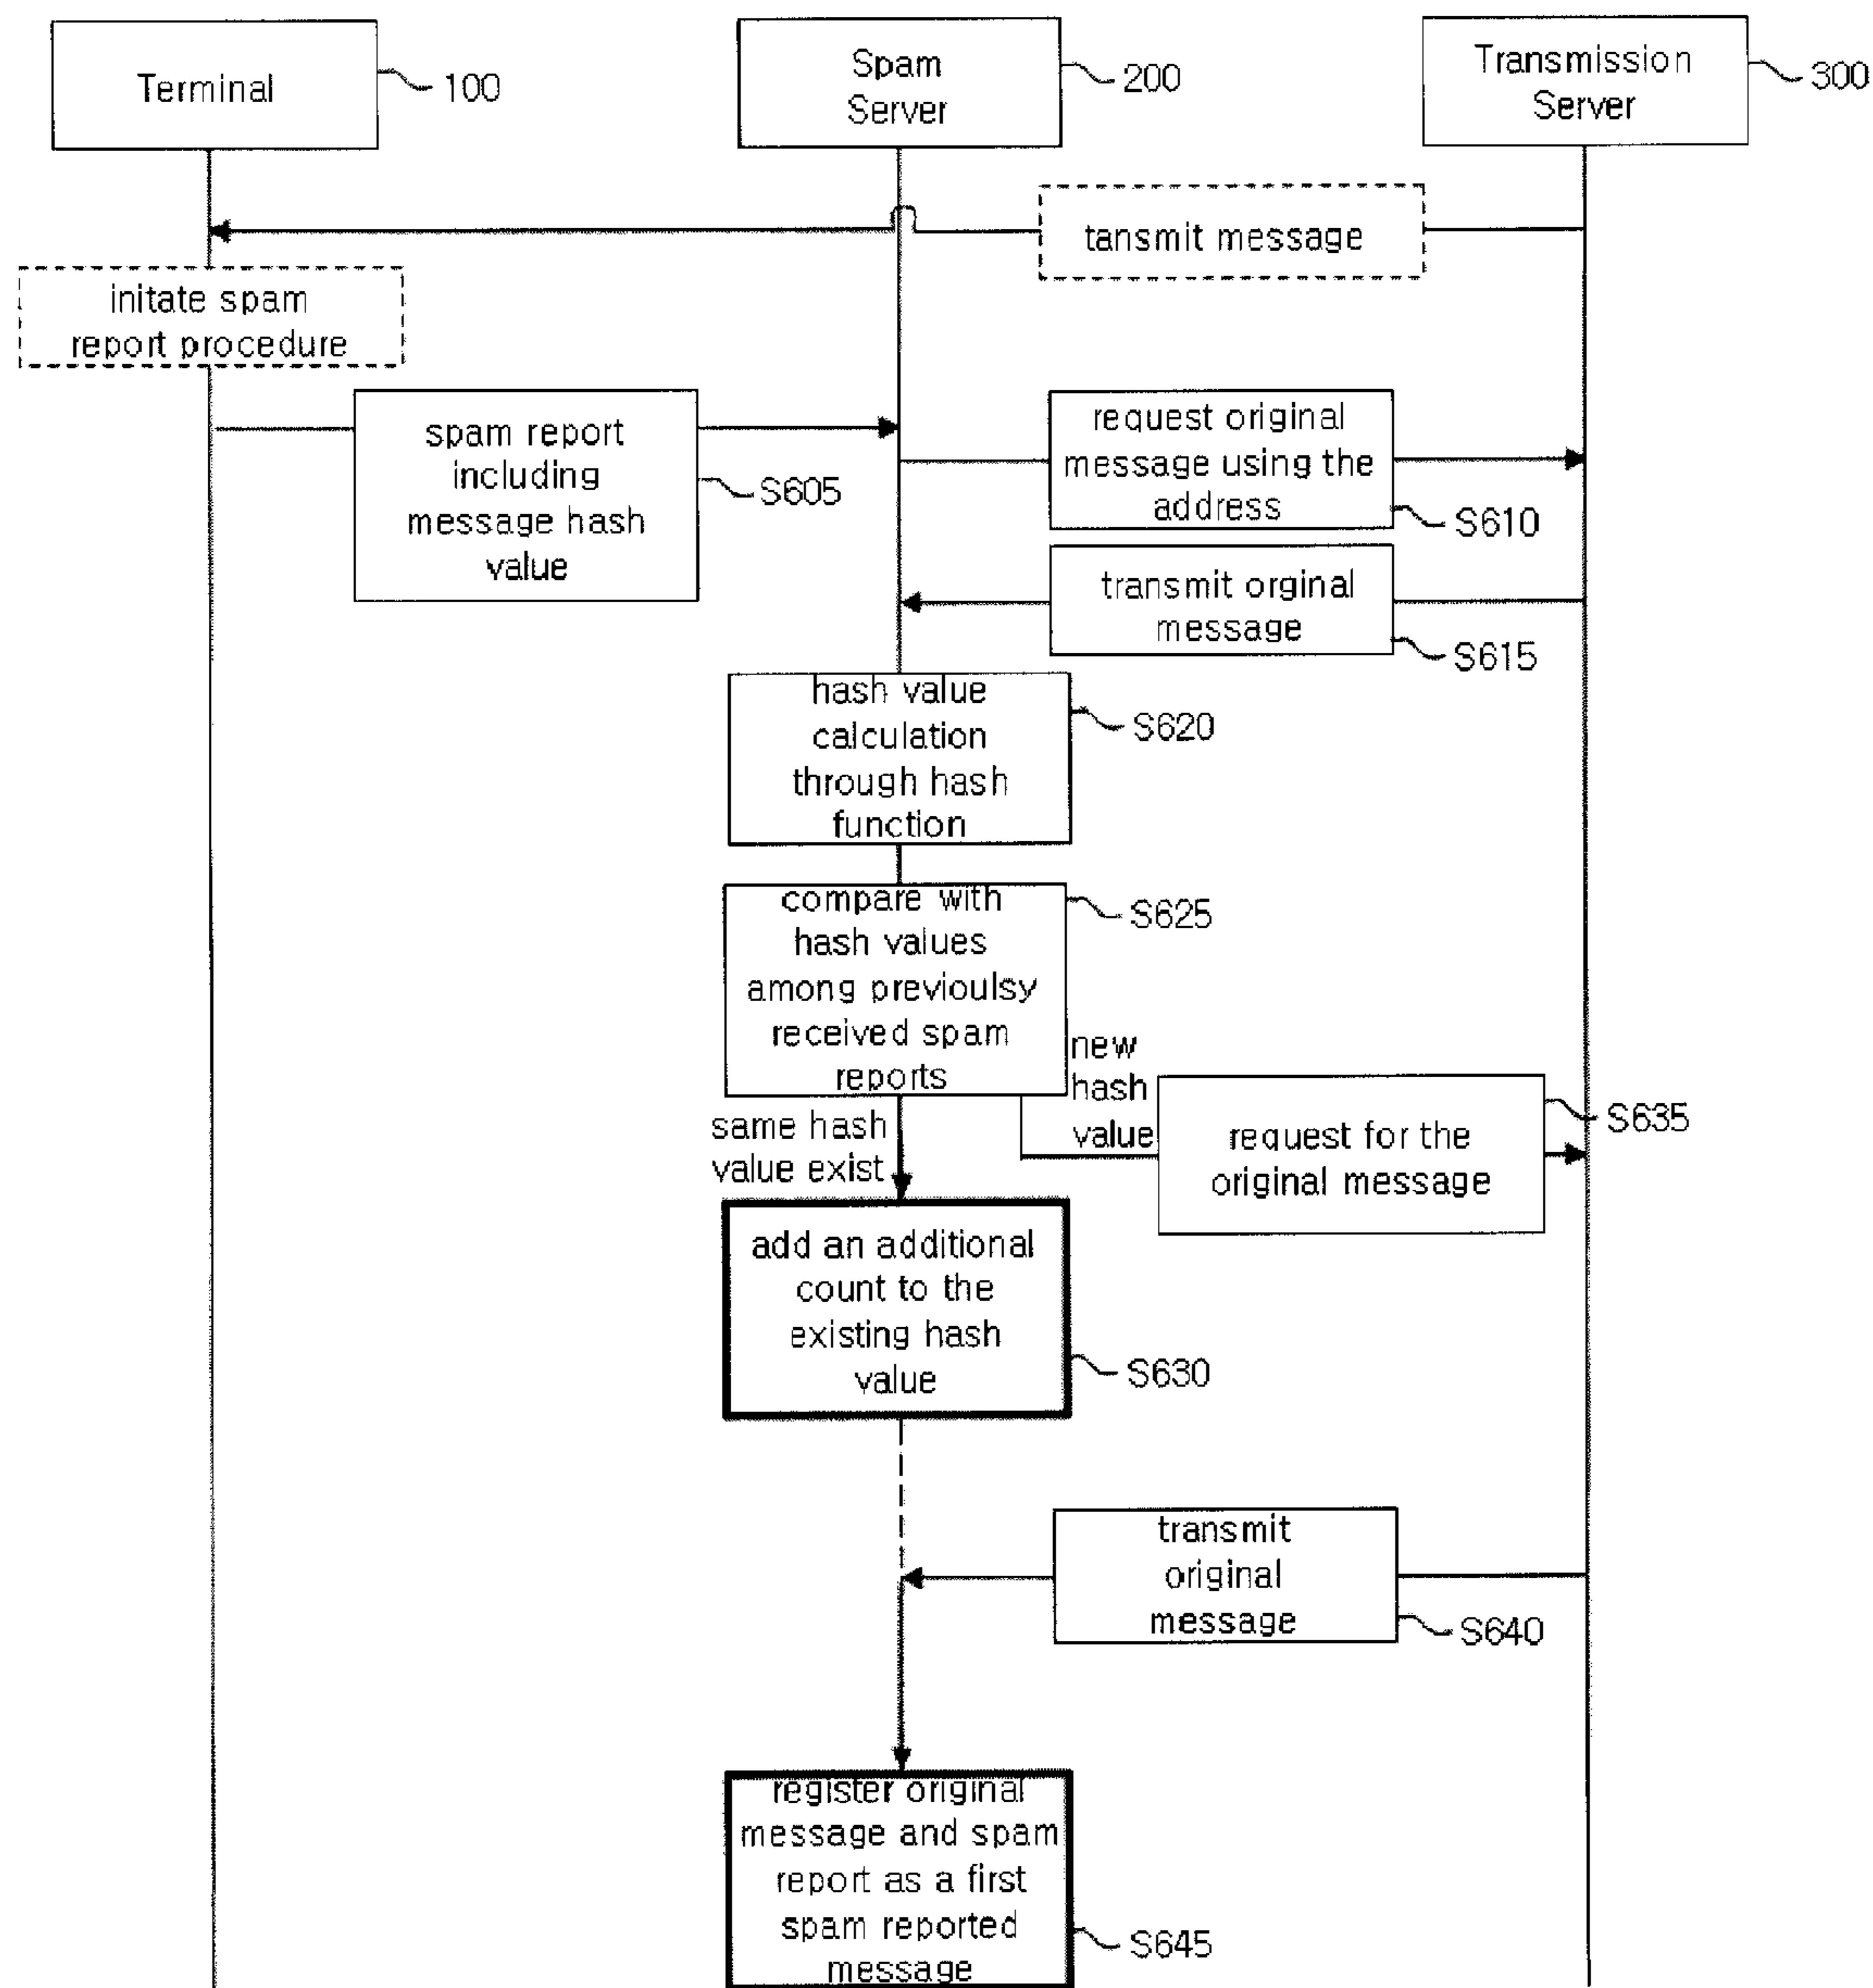 Terminal
100
Spam
Server
200
Transmission
Server
300
tansmit message
initate spam
report procedure
spam report
including
message hash
value
S605
request original
message using the
address
S610
transmit orginal
message
S615
hash value
calculation
through hash
function
S620
compare with
hash values
among previoulsy
received spam
reports
S625
new
hash
value
same hash
value exist
request for the
original message
S635
add an additional
count to the
existing hash
value
S630
transmit
original
message
S640
register original
message and spam
report as a first
spam reported
message
S645